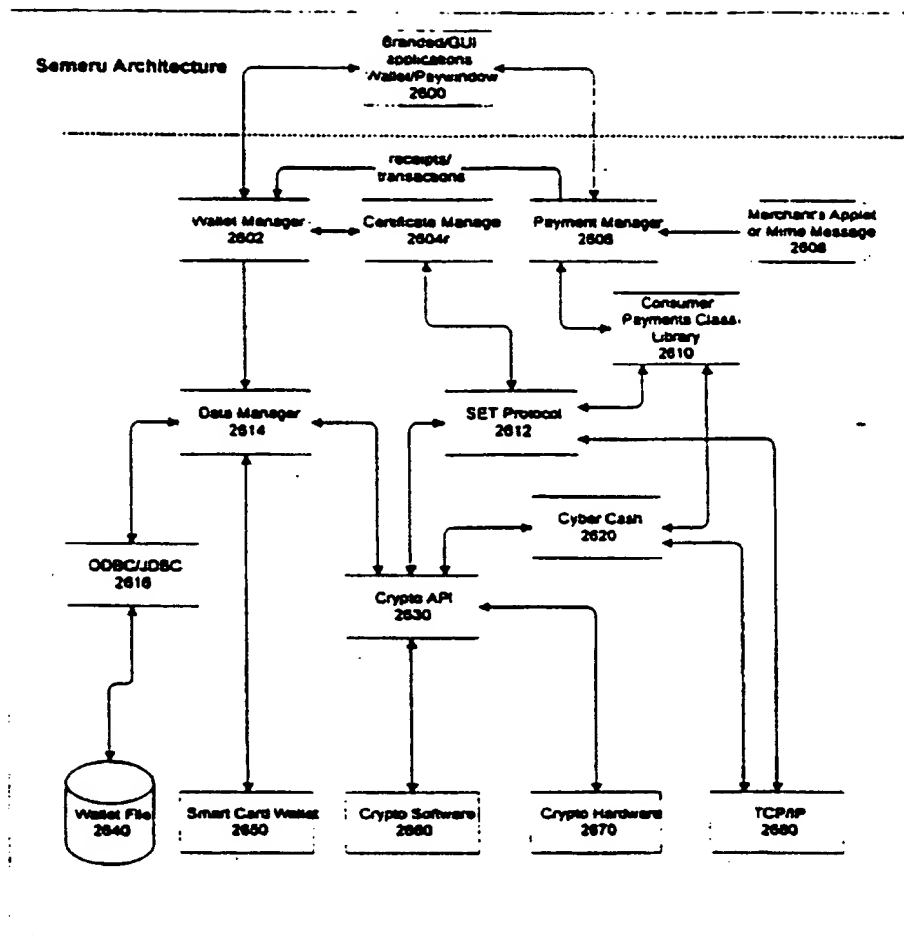 Semeru Architecture
Branded/GUI
applications
Wallet/Paywindow
2600
receipts/
transactions
Wallet Manager
2602
Certificate Manage
2604r
Payment Manager
2606
Merchant's Applet
or Mime Message
2608
Consumer
Payments Class
Library
2610
Data Manager
2614
SET Protocol
2612
Cyber Cash
2620
ODBC/JDBC
2616
Crypto API
2630
Wallet File
2640
Smart Card Wallet
2650
Crypto Software
2660
Crypto Hardware
2670
TCP/IP
2680